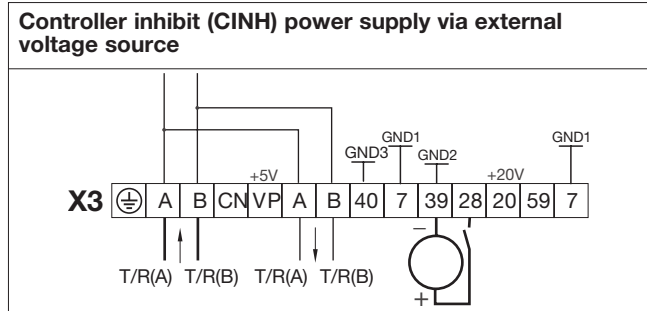 Controller inhibit (CINH) power supply via external
voltage source
GND1 GND1
GND3 GND2
+5V +20V
X3 A B CN VP A B 40 7 39 28 20 59 7
T/R(A) T/R(B) T/R(A) T/R(B)
−
+